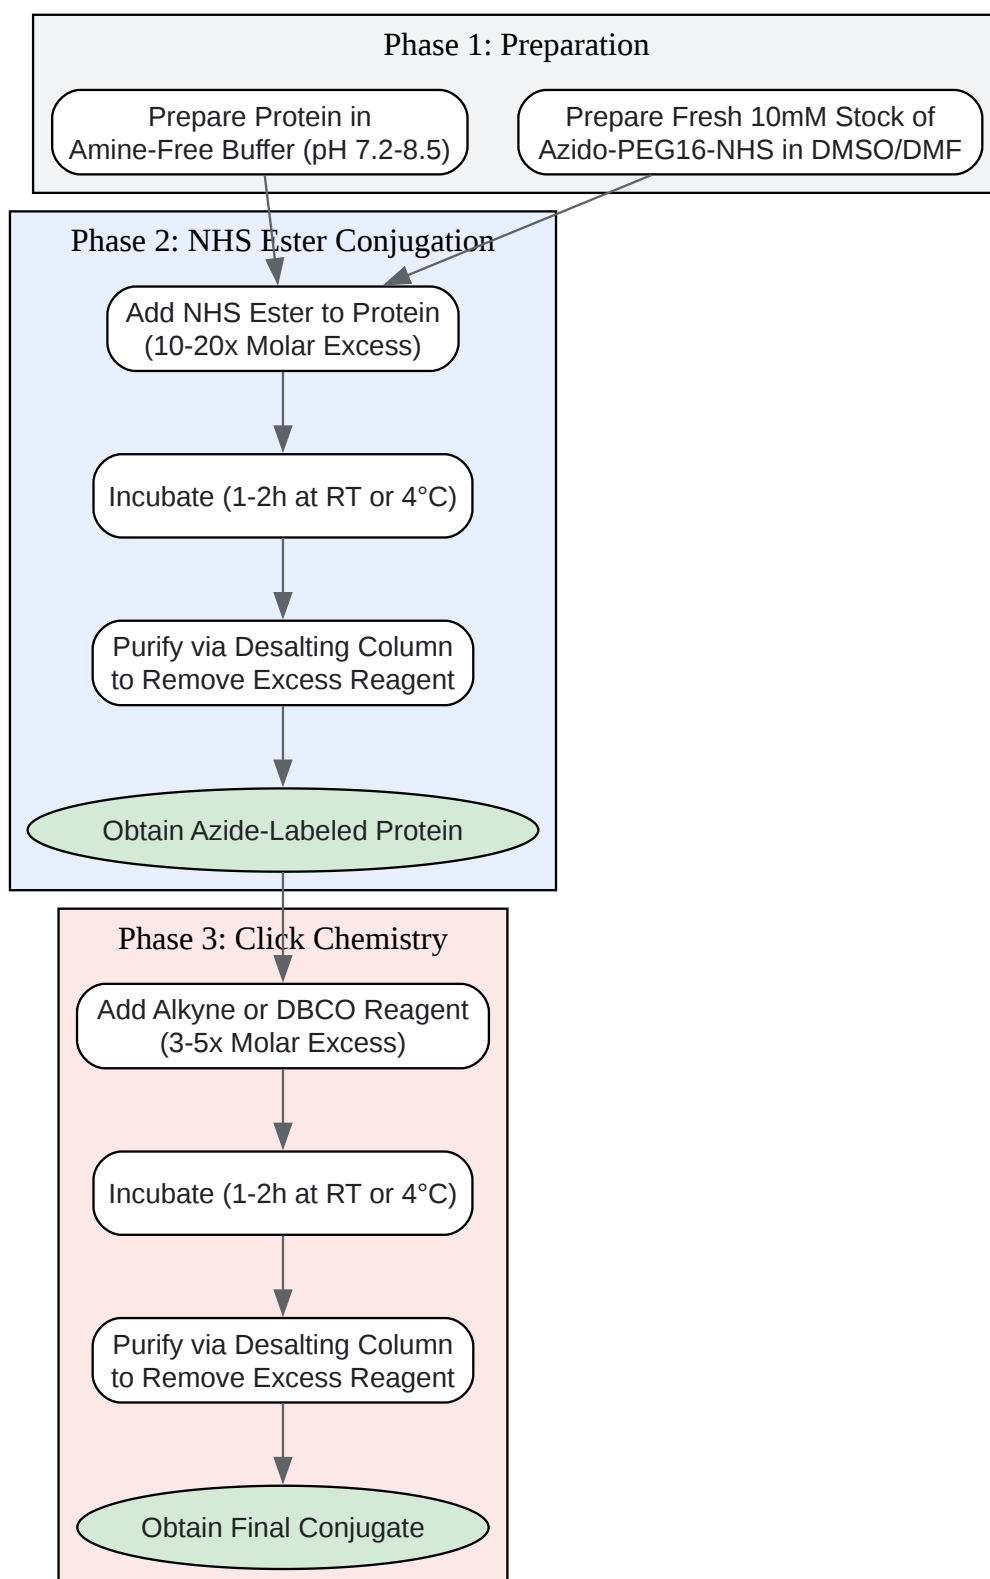 Phase 1: Preparation
Prepare Protein in
Amine-Free Buffer (pH 7.2-8.5)
Prepare Fresh 10mM Stock of
Azido-PEG16-NHS in DMSO/DMF
Phase 2: NHS Ester Conjugation
Add NHS Ester to Protein
(10-20x Molar Excess)
Incubate (1-2h at RT or 4°C)
Purify via Desalting Column
to Remove Excess Reagent
Obtain Azide-Labeled Protein
Phase 3: Click Chemistry
Add Alkyne or DBCO Reagent
(3-5x Molar Excess)
Incubate (1-2h at RT or 4°C)
Purify via Desalting Column
to Remove Excess Reagent
Obtain Final Conjugate